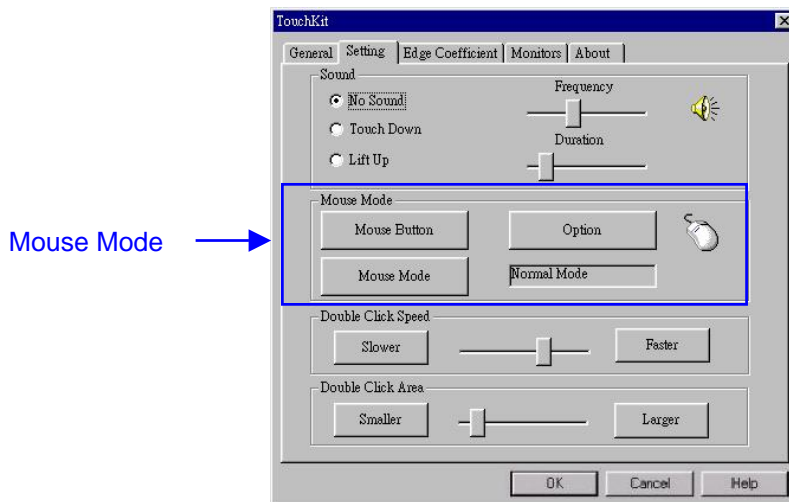 TouchKit
General Setting Edge Coefficient Monitors About
Sound
No Sound
Touch Down
Lift Up
Frequency
Duration
Mouse Mode
Mouse Mode
Mouse Button Option
Mouse Mode Normal Mode
Double Click Speed
Slower Faster
Double Click Area
Smaller Larger
OK Cancel Help